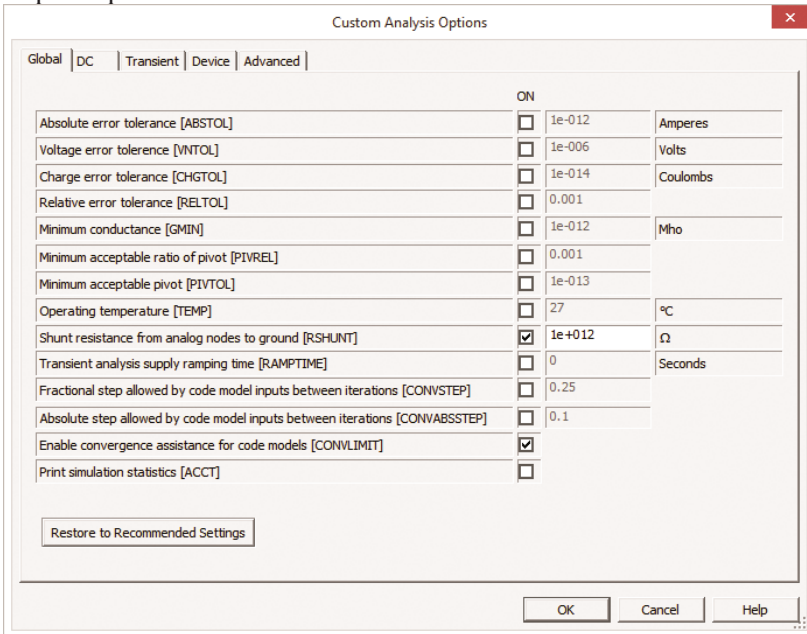 Custom Analysis Options
Global DC Transient Device Advanced
ON
Absolute error tolerance [ABSTOL] 1e-012 Amperes
Voltage error tolerence [VNTOL] 1e-006 Volts
Charge error tolerance [CHGTOL] 1e-014 Coulombs
Relative error tolerance [RELTOL] 0.001
Minimum conductance [GMIN] 1e-012 Mho
Minimum acceptable ratio of pivot [PIVREL] 0.001
Minimum acceptable pivot [PIVTOL] 1e-013
Operating temperature [TEMP] 27 °C
Shunt resistance from analog nodes to ground [RSHUNT] 1e+012 Ω
Transient analysis supply ramping time [RAMPTIME] 0 Seconds
Fractional step allowed by code model inputs between iterations [CONVSTEP] 0.25
Absolute step allowed by code model inputs between iterations [CONVABSSTEP] 0.1
Enable convergence assistance for code models [CONVLIMIT]
Print simulation statistics [ACCT]
Restore to Recommended Settings
OK Cancel Help